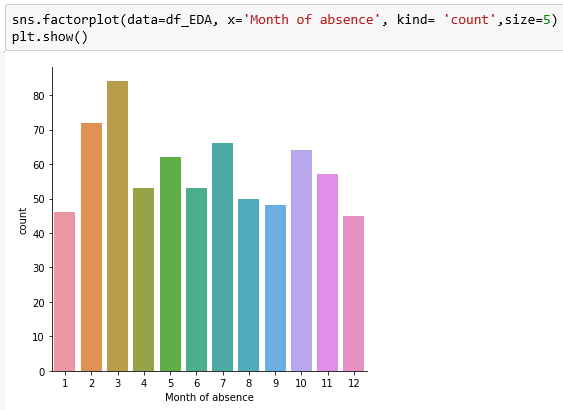 sns.factorplot(data=df_EDA, x='Month of absence', kind= 'count',size=5)
plt.show()
80
70
60
50
40
30
20
10
0
count
1 2 3 4 5 6 7 8 9 10 11 12
Month of absence